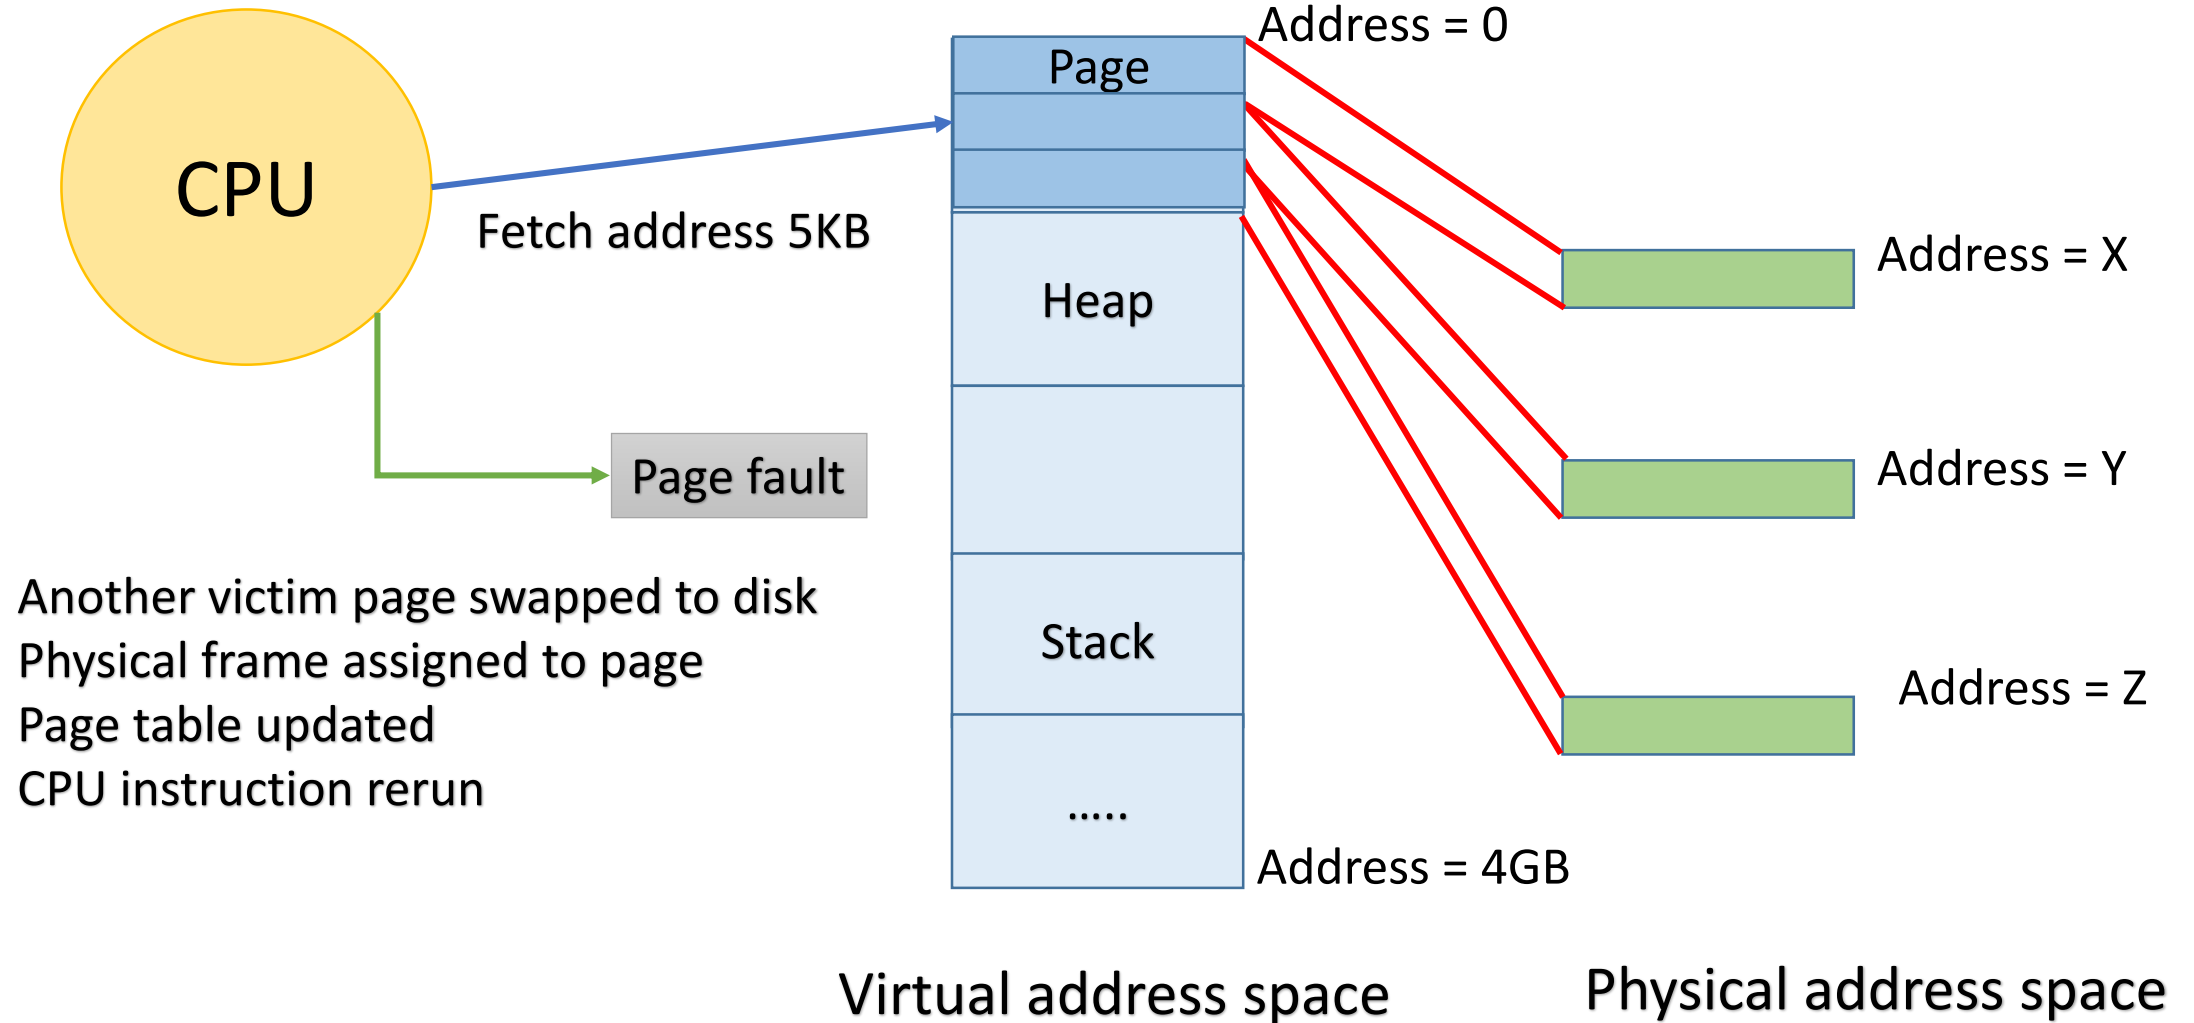 Address = 0
Page
CPU
Fetch address 5KB
Address = X
Heap
Page fault
Address = Y
Another victim page swapped to disk
Physical frame assigned to page
Page table updated
CPU instruction rerun
Stack
Address = Z
.....
Address = 4GB
Virtual address space
Physical address space